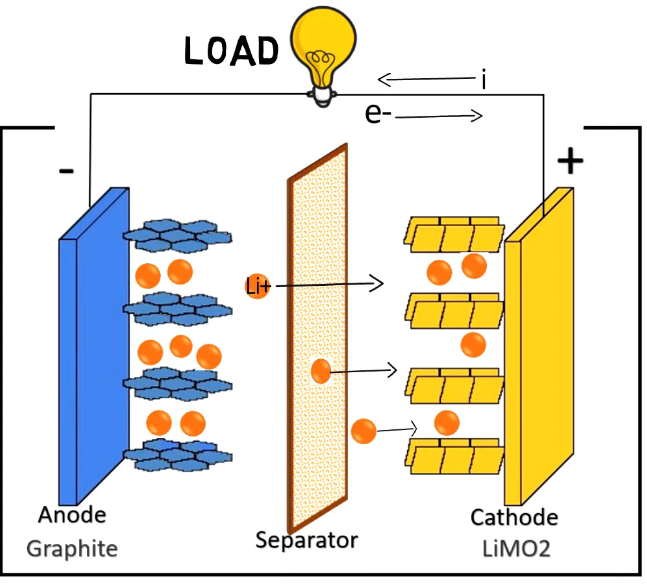 LOAD
i
e-
-
+
Li+
Anode
Graphite
Separator
Cathode
LiMO2